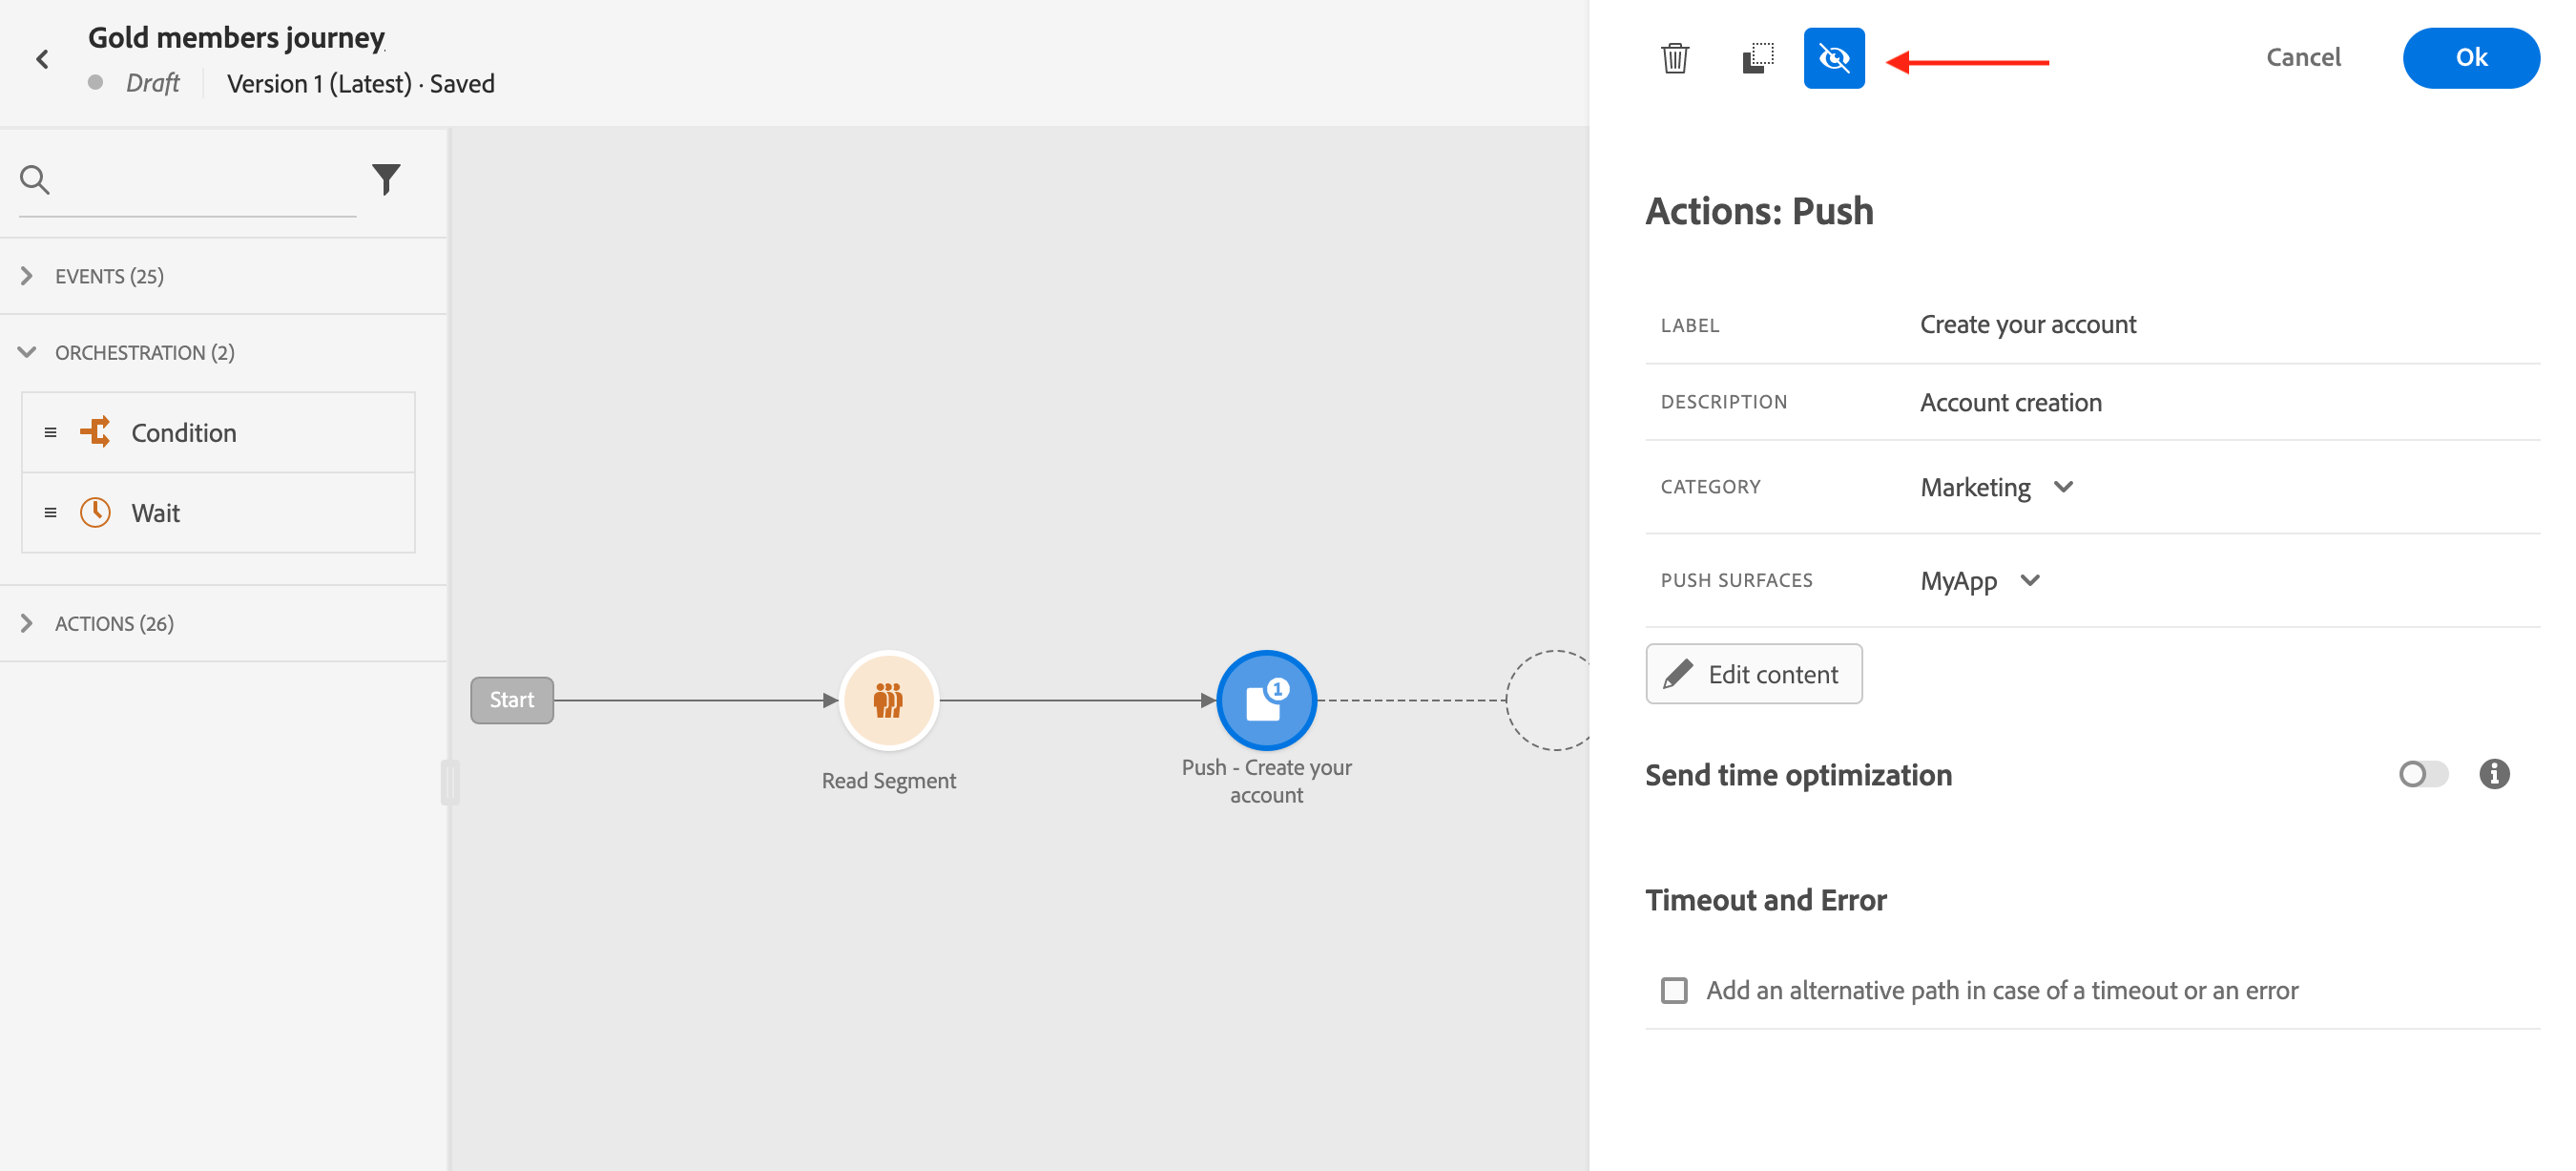 Gold members journey
Draft
Version 1 (Latest) · Saved
Cancel
Ok
EVENTS (25)
ORCHESTRATION (2)
Condition
Wait
ACTIONS (26)
Start
Read Segment
1
Push - Create your
account
Actions: Push
LABEL
Create your account
DESCRIPTION
Account creation
CATEGORY
Marketing
PUSH SURFACES
MyApp
Edit content
Send time optimization
Timeout and Error
Add an alternative path in case of a timeout or an error